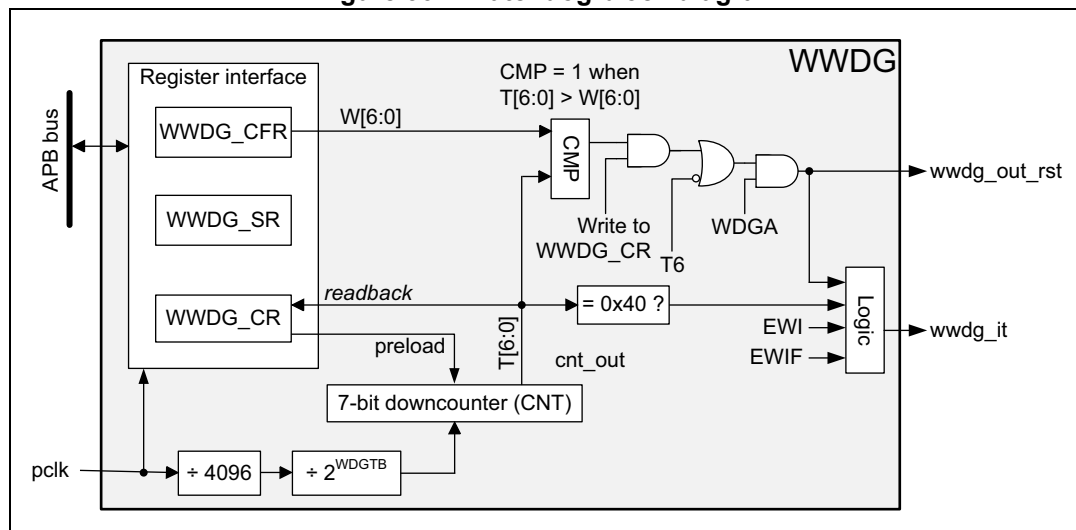 WWDG
Register interface
CMP = 1 when
T[6:0] > W[6:0]
APB bus
WWDG_CFR
W[6:0]
CMP
wwdg_out_rst
WWDG_SR
Write to
WWDG_CR
T6
WDGA
readback
= 0x40 ?
Logic
WWDG_CR
preload
T[6:0]
cnt_out
EWI
EWIF
wwdg_it
7-bit downcounter (CNT)
pclk
÷ 4096
÷ 2WDGTB